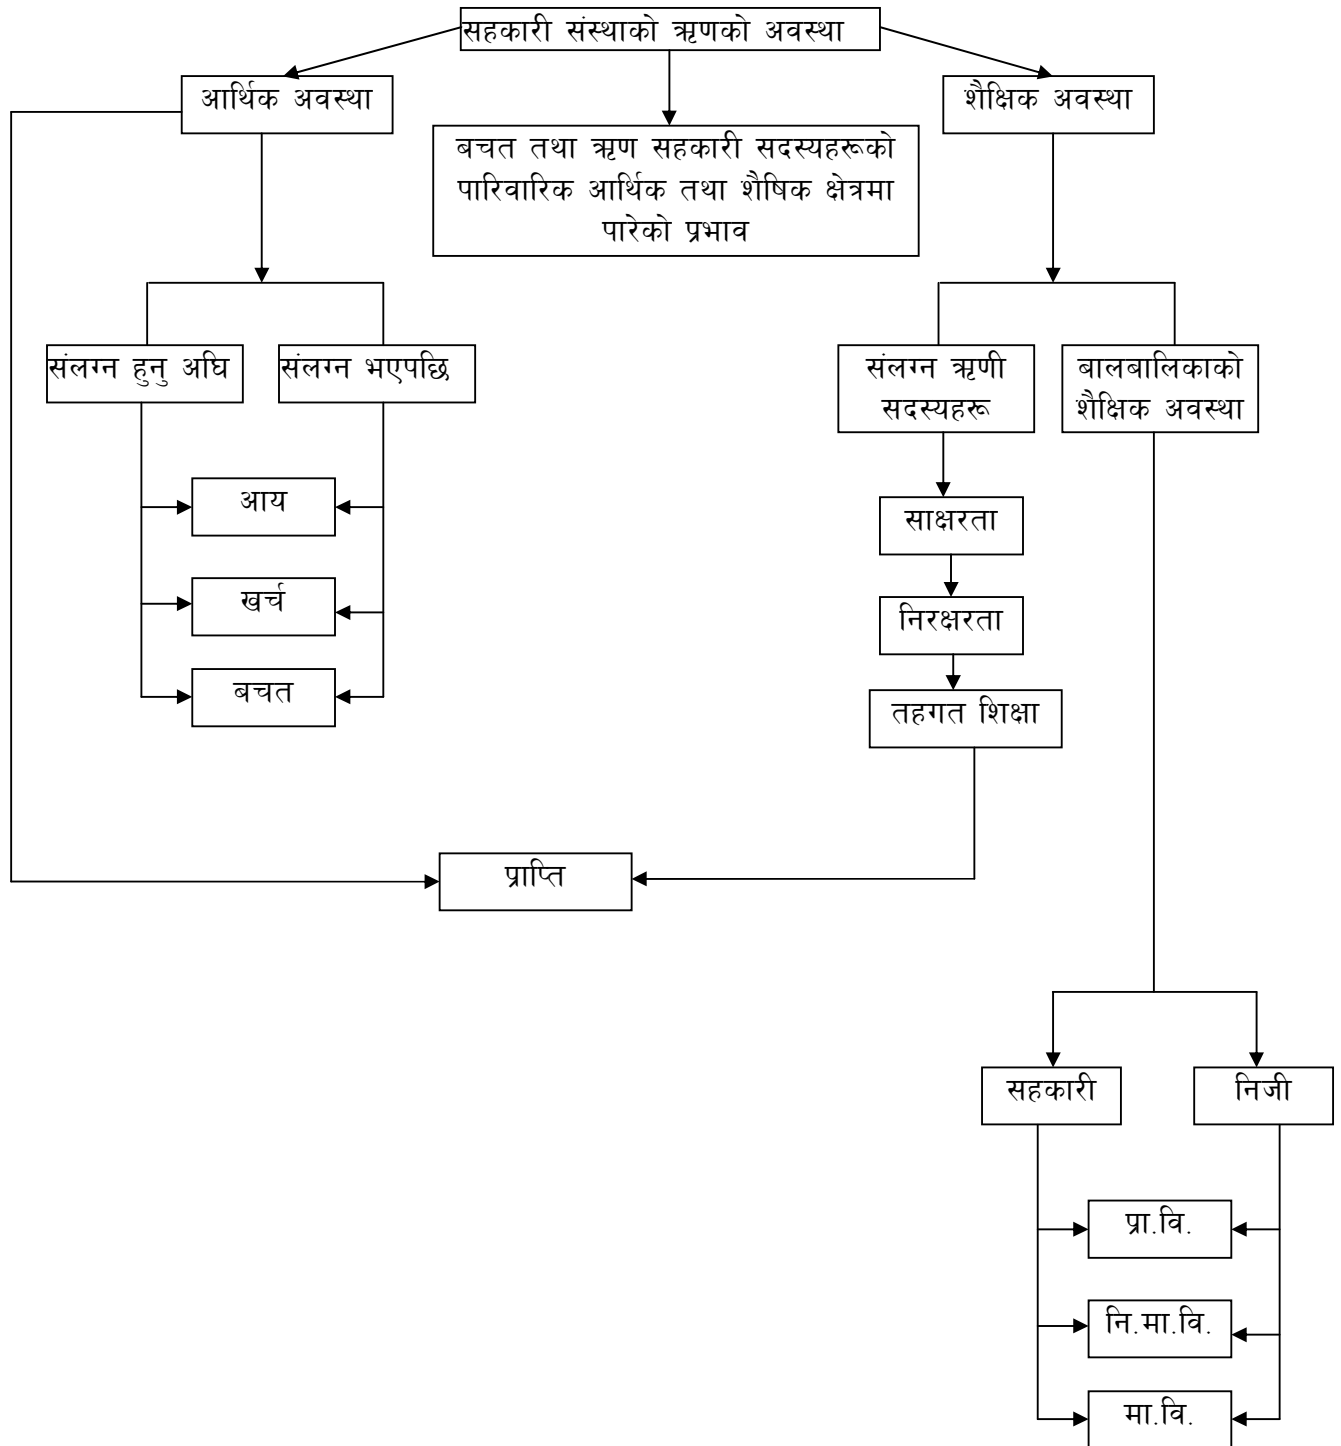 सहकारी संस्थाको ऋणको अवस्था
आर्थिक अवस्था
शैक्षिक अवस्था
बचत तथा ऋण सहकारी सदस्यहरूको
पारिवारिक आर्थिक तथा शैषिक क्षेत्रमा
पारेको प्रभाव
संलग्न हुनु अघि
संलग्न भएपछि
संलग्न ऋणी
सदस्यहरू
बालबालिकाको
शैक्षिक अवस्था
आय
साक्षरता
खर्च
निरक्षरता
बचत
तहगत शिक्षा
प्राप्ति
सहकारी
निजी
प्रा.वि.
नि.मा.वि.
मा.वि.